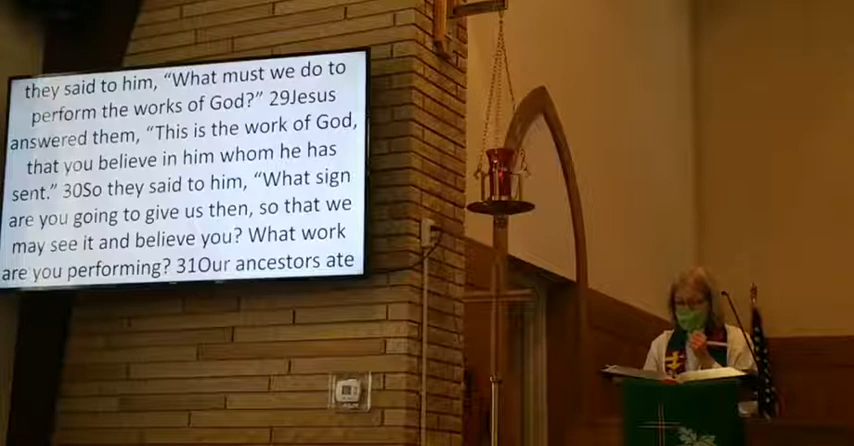 they said to him, “What must we do to
perform the works of God?” 29Jesus
answered them, “This is the work of God,
that you believe in him whom he has
sent.” 30So they said to him, “What sign
are you going to give us then, so that we
may see it and believe you? What work
are you performing? 31Our ancestors ate